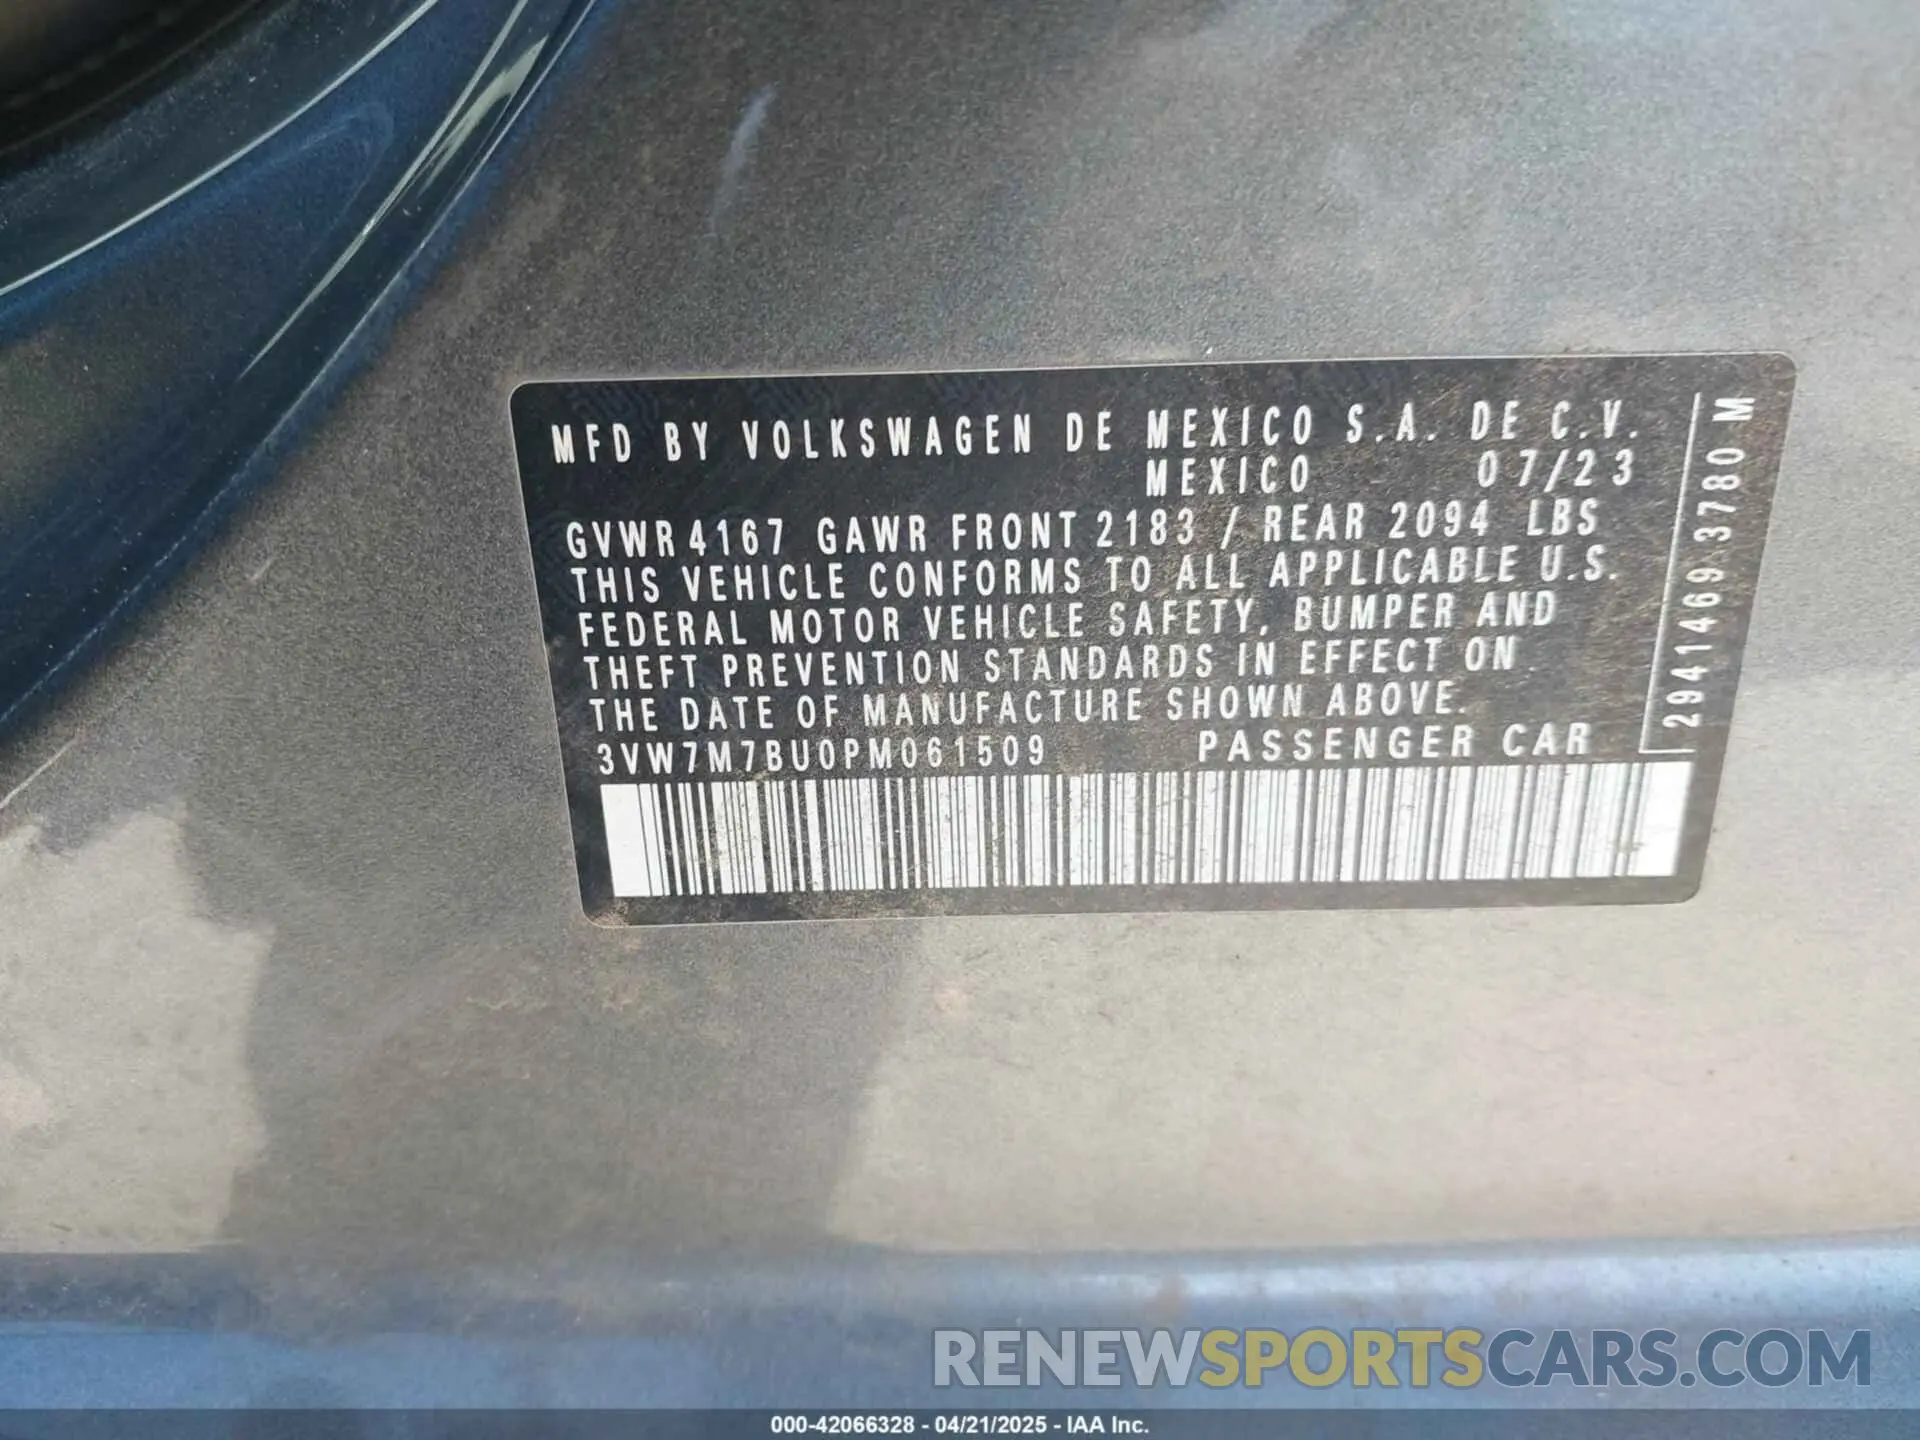 MFD BY VOLKSWAGEN DE MEXICO S.A. DE C.V.
MEXICO 07/23
GVWR 4167 GAWR FRONT 2183 / REAR 2094 LBS
THIS VEHICLE CONFORMS TO ALL APPLICABLE U.S.
FEDERAL MOTOR VEHICLE SAFETY, BUMPER AND
THEFT PREVENTION STANDARDS IN EFFECT ON
THE DATE OF MANUFACTURE SHOWN ABOVE.
3VW7M7BU0PM061509 PASSENGER CAR
2941469 3780 M
RENEWSPORTSCARS.COM
000-42066328 - 04/21/2025 - IAA Inc.